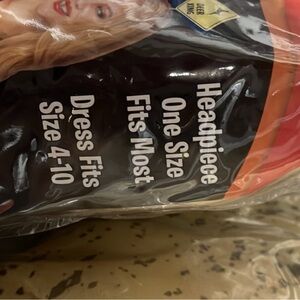 Headpiece
One Size
Fits Most
Dress Fits
Size 4-10